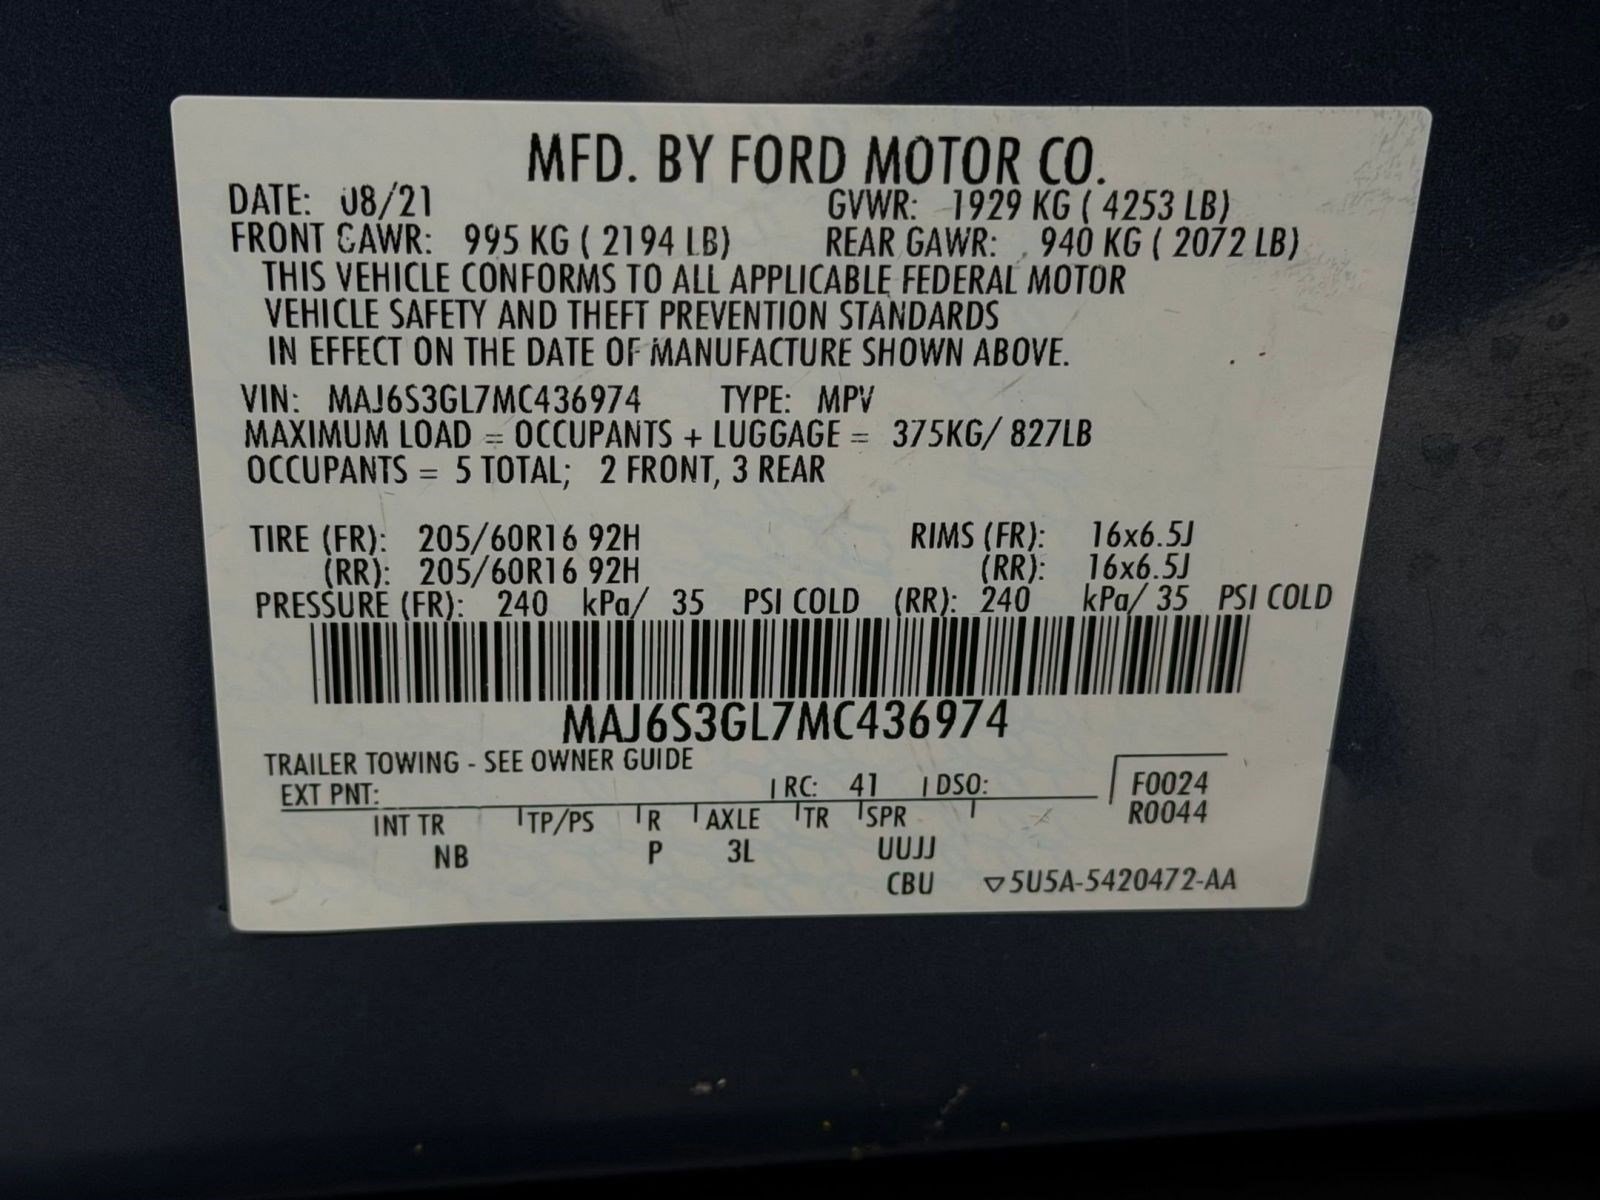 MFD. BY FORD MOTOR CO.
DATE: 08/21 GVWR: 1929 KG ( 4253 LB)
FRONT GAWR: 995 KG ( 2194 LB) REAR GAWR: 940 KG ( 2072 LB)
THIS VEHICLE CONFORMS TO ALL APPLICABLE FEDERAL MOTOR
VEHICLE SAFETY AND THEFT PREVENTION STANDARDS
IN EFFECT ON THE DATE OF MANUFACTURE SHOWN ABOVE.
VIN: MAJ6S3GL7MC436974 TYPE: MPV
MAXIMUM LOAD = OCCUPANTS + LUGGAGE = 375KG/ 827LB
OCCUPANTS = 5 TOTAL; 2 FRONT, 3 REAR
TIRE (FR): 205/60R16 92H RIMS (FR): 16x6.5J
(RR): 205/60R16 92H (RR): 16x6.5J
PRESSURE (FR): 240 kPa/ 35 PSI COLD (RR): 240 kPa/ 35 PSI COLD
MAJ6S3GL7MC436974
TRAILER TOWING - SEE OWNER GUIDE
EXT PNT: RC: 41 DSO: F0024
R0044
INT TR TP/PS R AXLE TR SPR
NB P 3L UUJJ
CBU ▽5U5A-5420472-AA